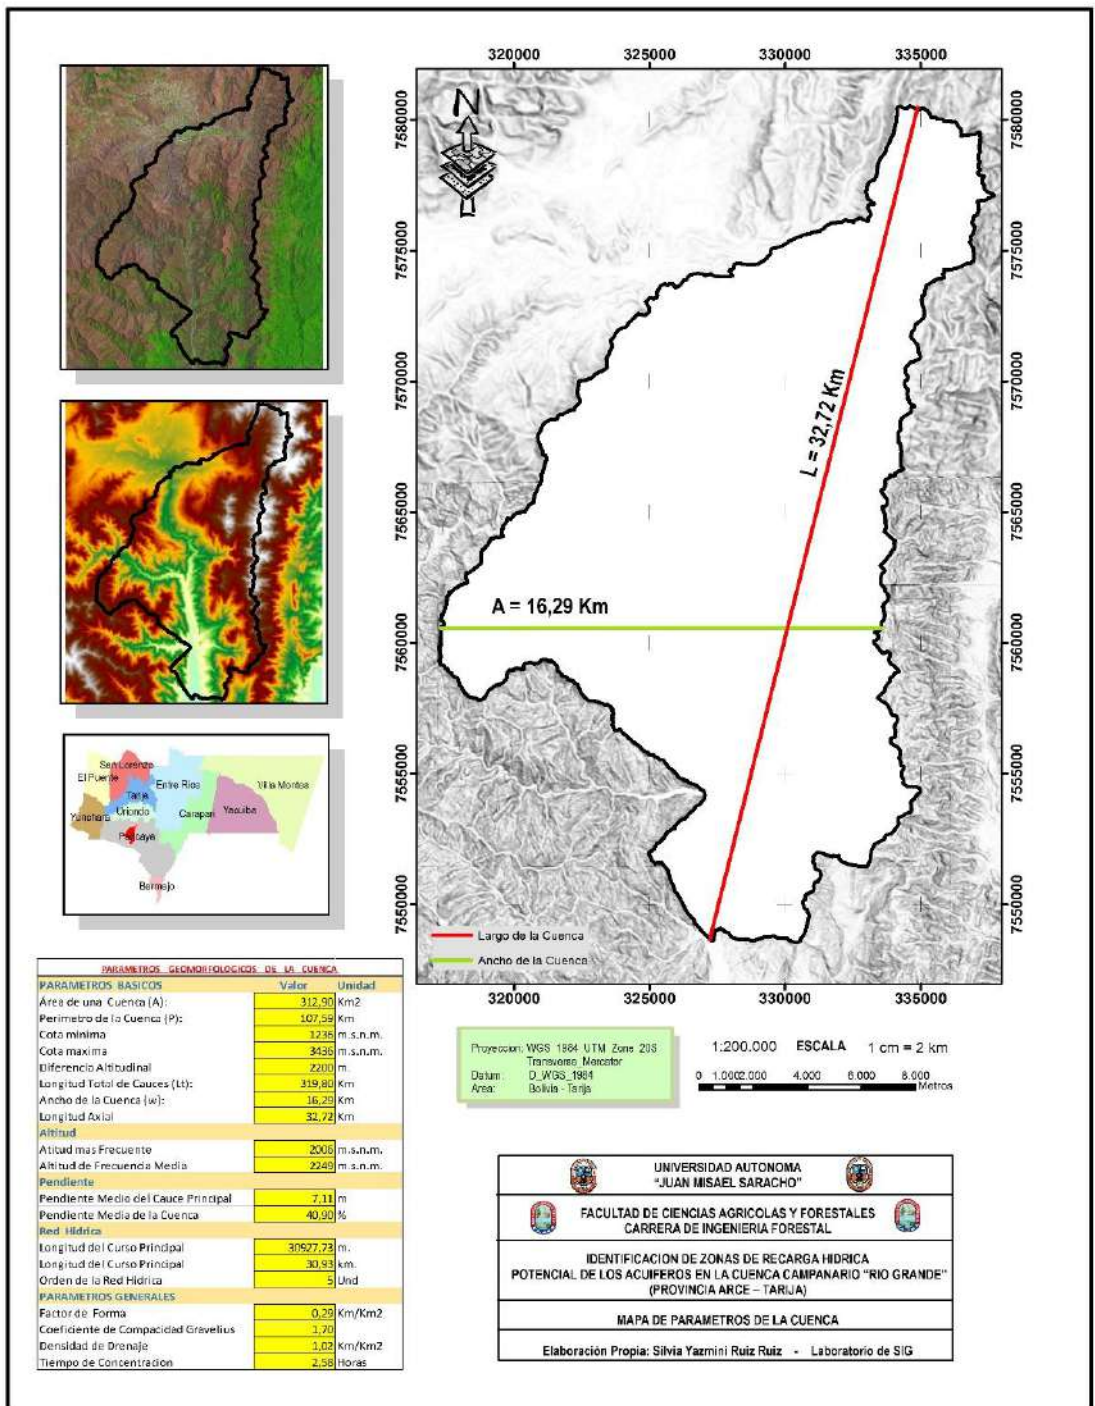 320000 325000 330000 335000
7580000 7580000
7575000 7575000
7570000 7570000
7565000 7565000
7560000 7560000
7555000 7555000
7550000 7550000
N
L = 32,72 Km
A = 16,29 Km
Largo de la Cuenca
Ancho de la Cuenca
320000 325000 330000 335000
San Lorenzo
El Puente
Entre Rios
Villa Montes
Tarija
Yunchara
Uriondo
Carapari
Yacuiba
Padcaya
Bermejo
PARAMETROS GEOMORFOLOGICOS DE LA CUENCA
PARAMETROS BASICOS Valor Unidad
Área de una Cuenca (A): 312,90 Km2
Perimetro de la Cuenca (P): 107,59 Km
Cota minima 1236 m.s.n.m.
Cota maxima 3436 m.s.n.m.
Diferencia Altitudinal 2200 m.
Longitud Total de Cauces (Lt): 319,80 Km
Ancho de la Cuenca (w): 16,29 Km
Longitud Axial 32,72 Km
Altitud
Atitud mas Frecuente 2006 m.s.n.m.
Altitud de Frecuencia Media 2249 m.s.n.m.
Pendiente
Pendiente Medio del Cauce Principal 7,11 m
Pendiente Media de la Cuenca 40,90 %
Red Hidrica
Longitud del Curso Principal 30927,73 m.
Longitud del Curso Principal 30,93 km.
Orden de la Red Hidrica 5 Und
PARAMETROS GENERALES
Factor de Forma 0,29 Km/Km2
Coeficiente de Compacidad Gravelius 1,70
Densidad de Drenaje 1,02 Km/Km2
Tiempo de Concentracion 2,58 Horas
Proyeccion: WGS_1984_UTM_Zone_20S
Transverse_Mercator
Datum: D_WGS_1984
Area: Bolivia - Tarija
1:200.000 ESCALA 1 cm = 2 km
0 1.000 2.000 4.000 6.000 8.000
Metros
UNIVERSIDAD AUTONOMA
"JUAN MISAEL SARACHO"
FACULTAD DE CIENCIAS AGRICOLAS Y FORESTALES
CARRERA DE INGENIERIA FORESTAL
IDENTIFICACION DE ZONAS DE RECARGA HIDRICA
POTENCIAL DE LOS ACUIFEROS EN LA CUENCA CAMPANARIO "RIO GRANDE"
(PROVINCIA ARCE – TARIJA)
MAPA DE PARAMETROS DE LA CUENCA
Elaboración Propia: Silvia Yazmini Ruiz Ruiz - Laboratorio de SIG